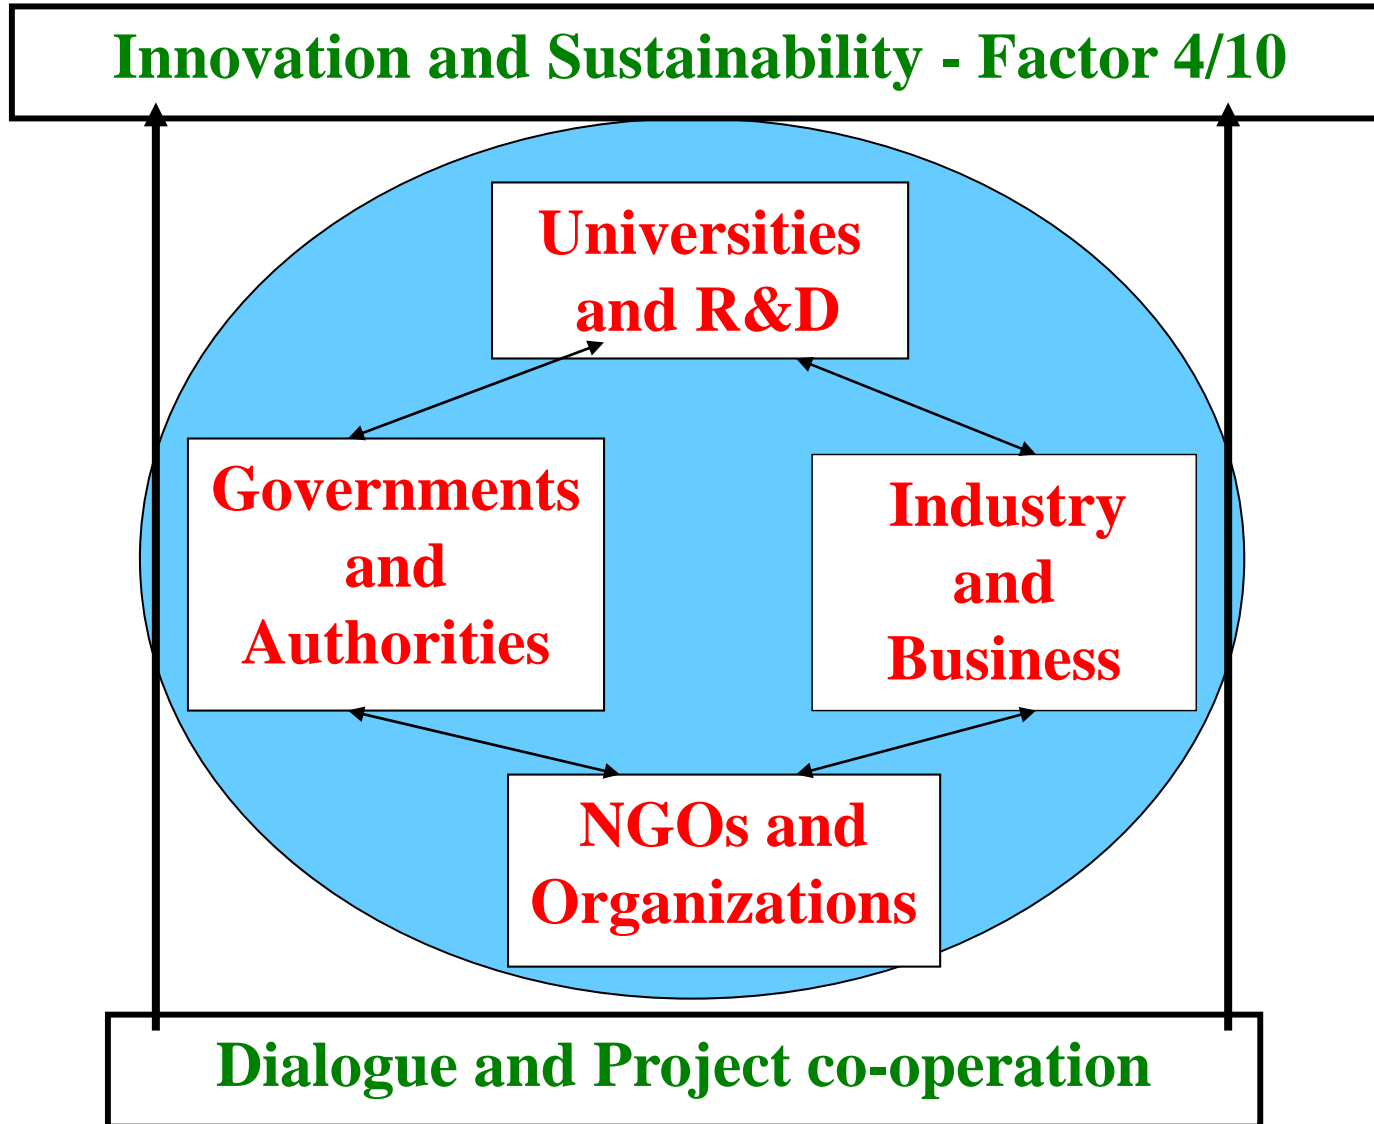 Innovation and Sustainability - Factor 4/10
Universities
and R&D
Governments
and
Authorities
Industry
and
Business
NGOs and
Organizations
Dialogue and Project co-operation